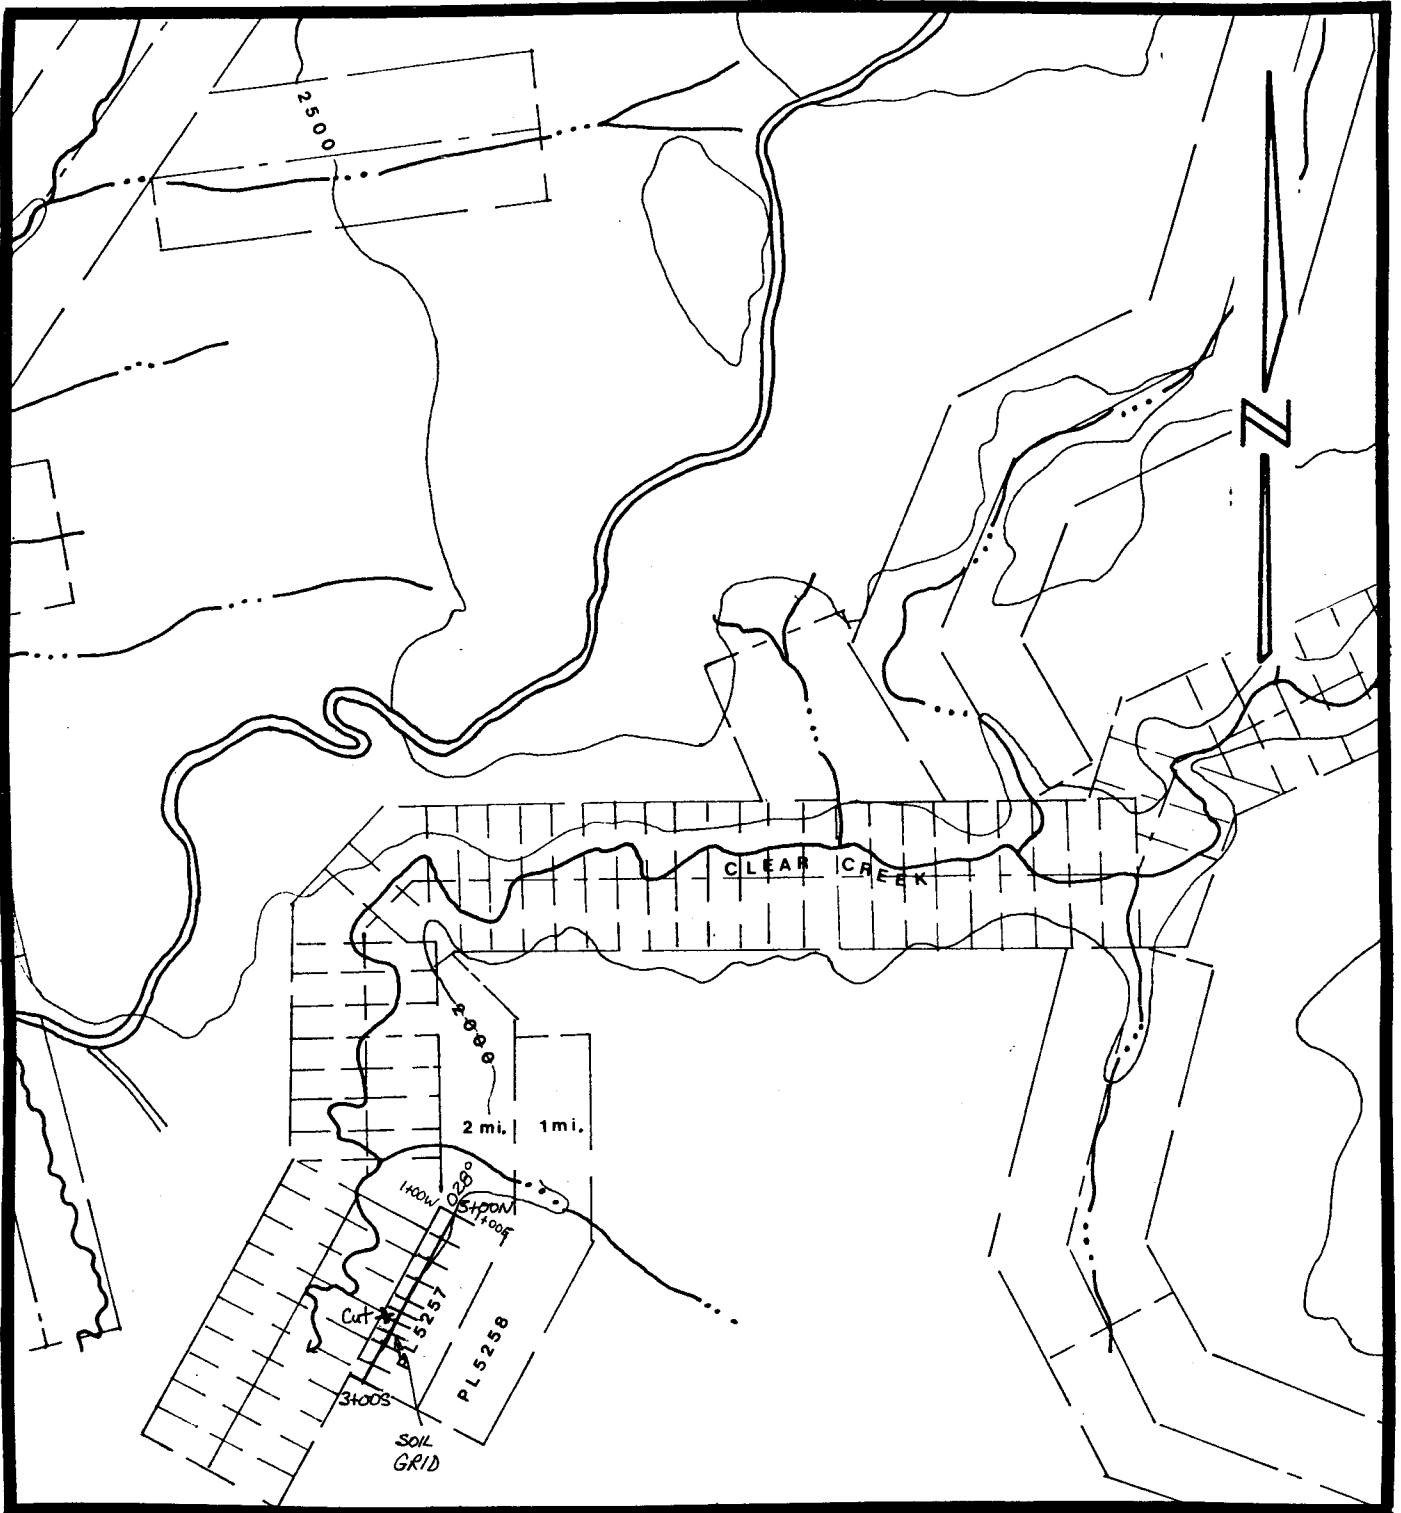 2500
N
CLEAR CREEK
3000
2 mi.
1 mi.
028°
1+00W
5+00N
1+00E
Cut
PL5257
PL5258
3+00S
SOIL
GRID